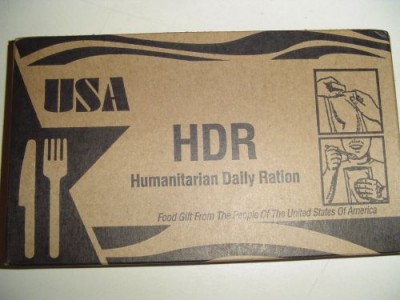 USA
HDR
Humanitarian Daily Ration
Food Gift From The People Of The United States Of America